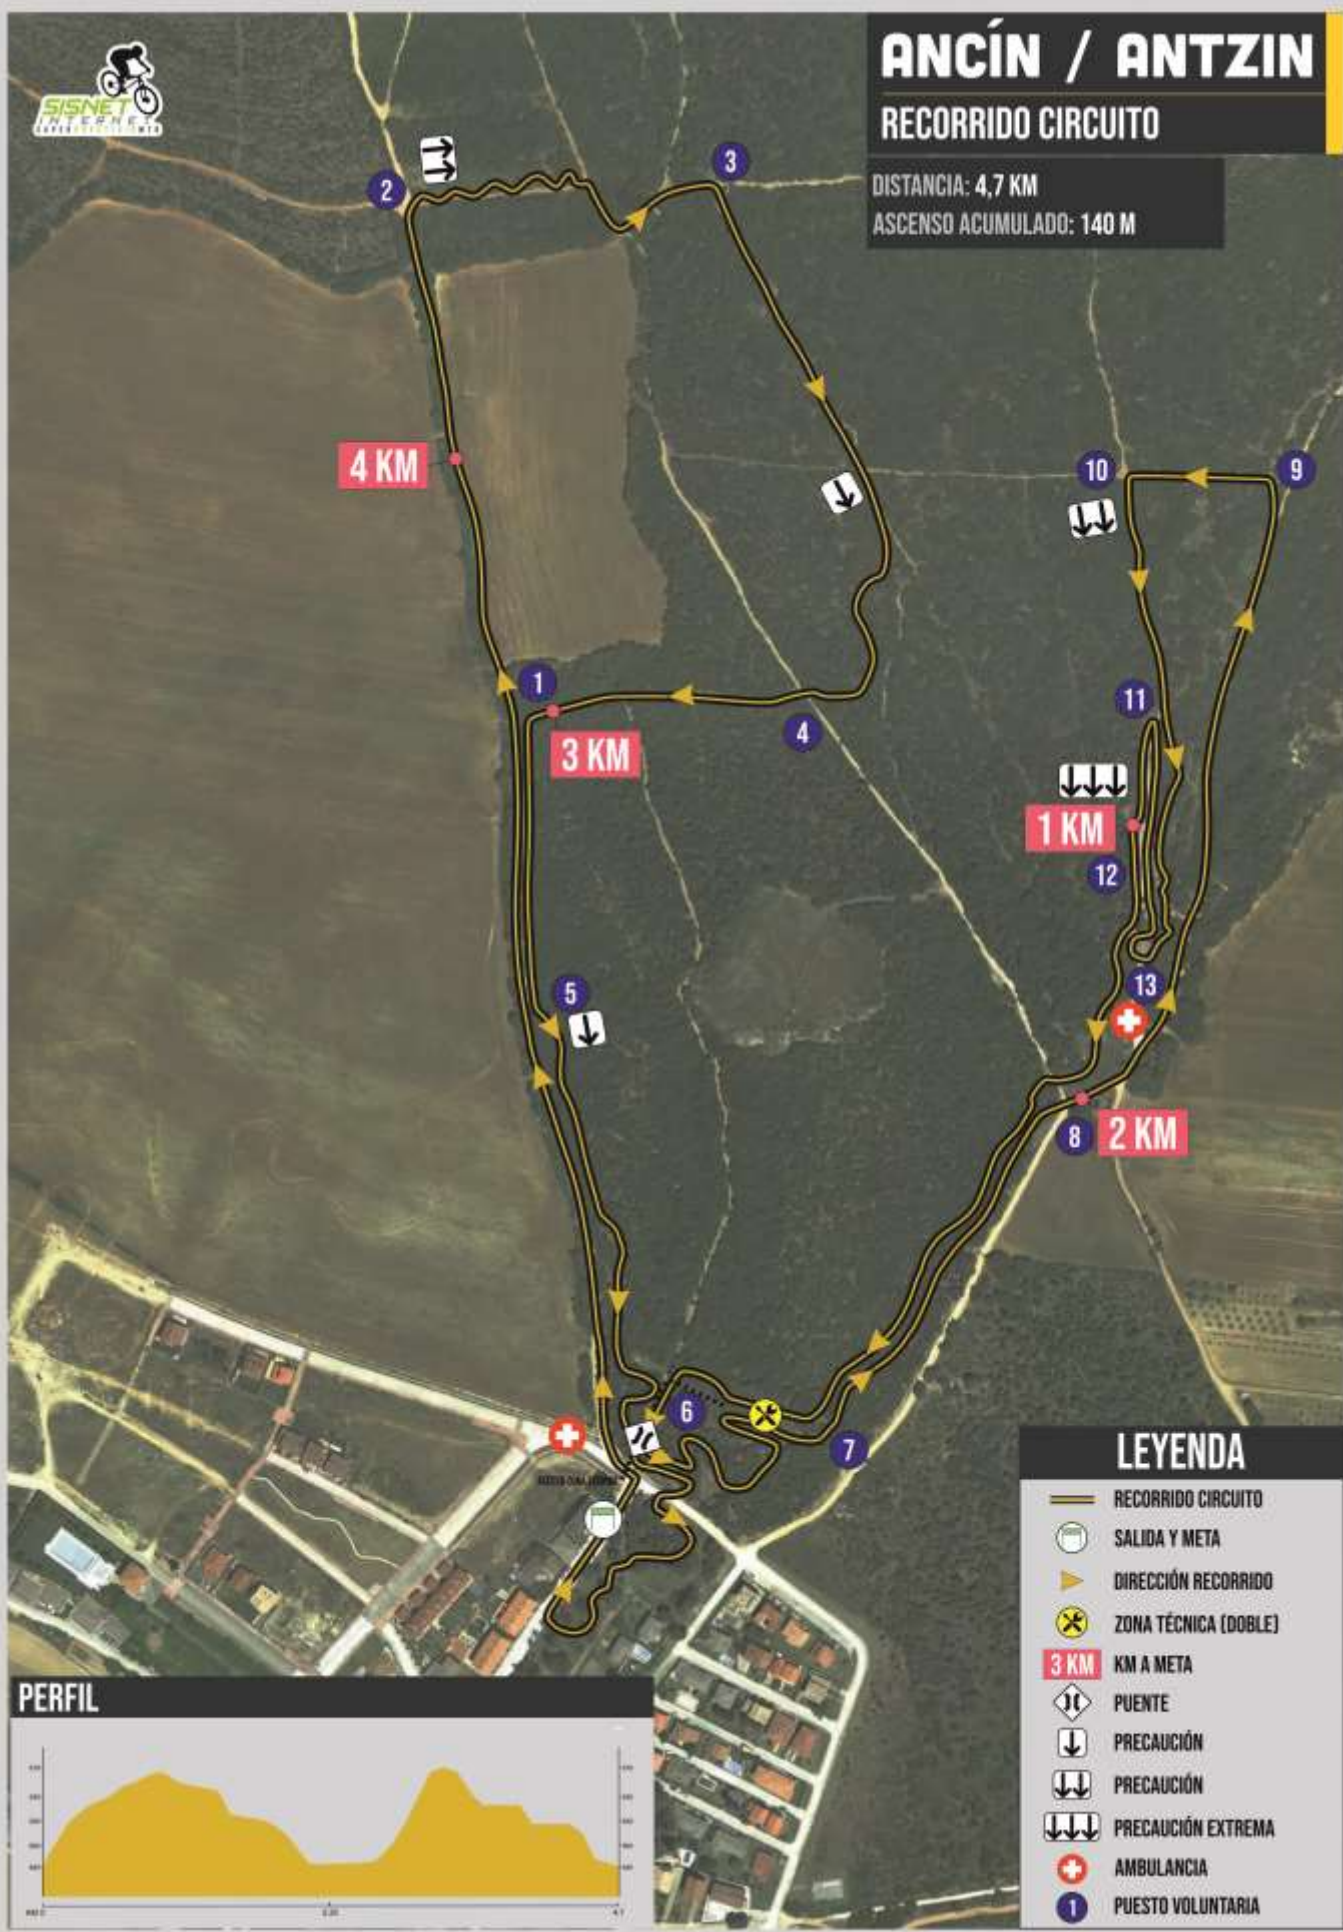 SISNET
INTERNET
ANCÍN / ANTZIN
RECORRIDO CIRCUITO
DISTANCIA: 4,7 KM
ASCENSO ACUMULADO: 140 M
2
3
4 KM
10
9
1
11
3 KM
4
1 KM
12
5
13
8
2 KM
6
7
LEYENDA
RECORRIDO CIRCUITO
SALIDA Y META
DIRECCIÓN RECORRIDO
ZONA TÉCNICA (DOBLE)
3 KM KM A META
PUENTE
PRECAUCIÓN
PRECAUCIÓN
PRECAUCIÓN EXTREMA
AMBULANCIA
1 PUESTO VOLUNTARIA
PERFIL